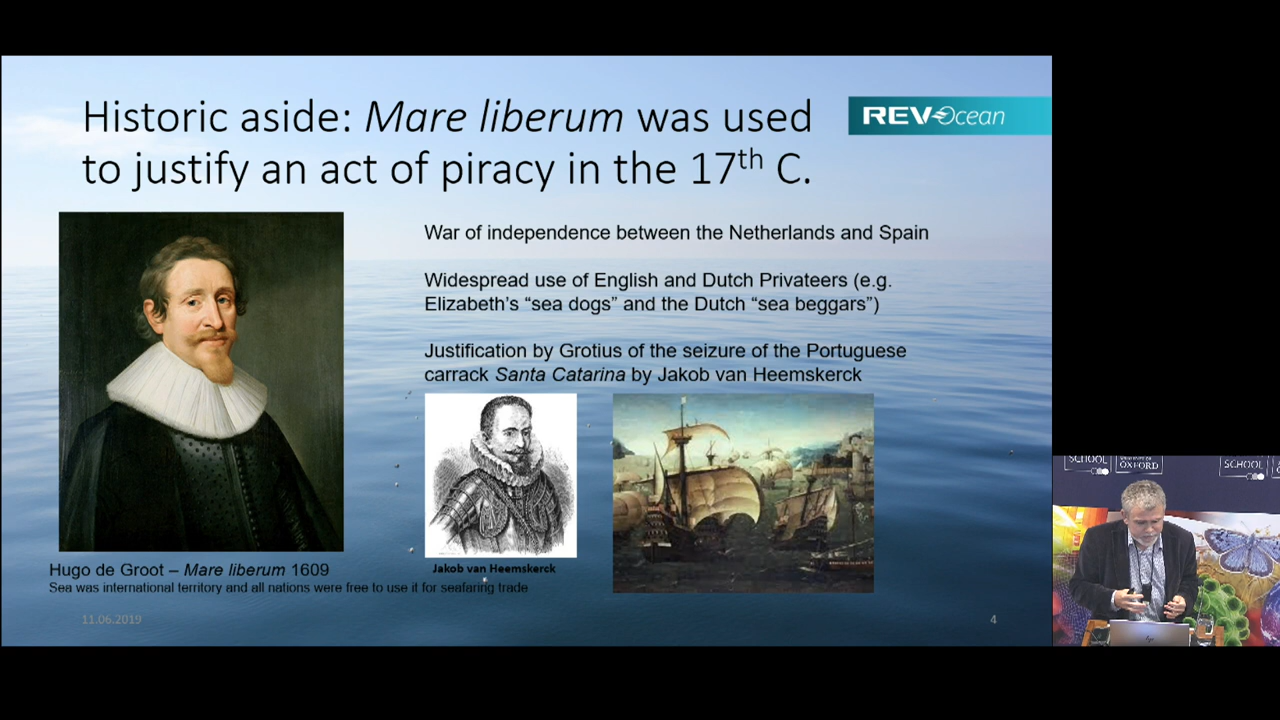 Historic aside: Mare liberum was used
to justify an act of piracy in the 17th C.
REV Ocean
War of independence between the Netherlands and Spain
Widespread use of English and Dutch Privateers (e.g.
Elizabeth's “sea dogs” and the Dutch “sea beggars”)
Justification by Grotius of the seizure of the Portuguese
carrack Santa Catarina by Jakob van Heemskerck
Jakob van Heemskerck
Hugo de Groot – Mare liberum 1609
Sea was international territory and all nations were free to use it for seafaring trade
11.06.2019
4
SCHOOL
OXFORD
SCHOOL